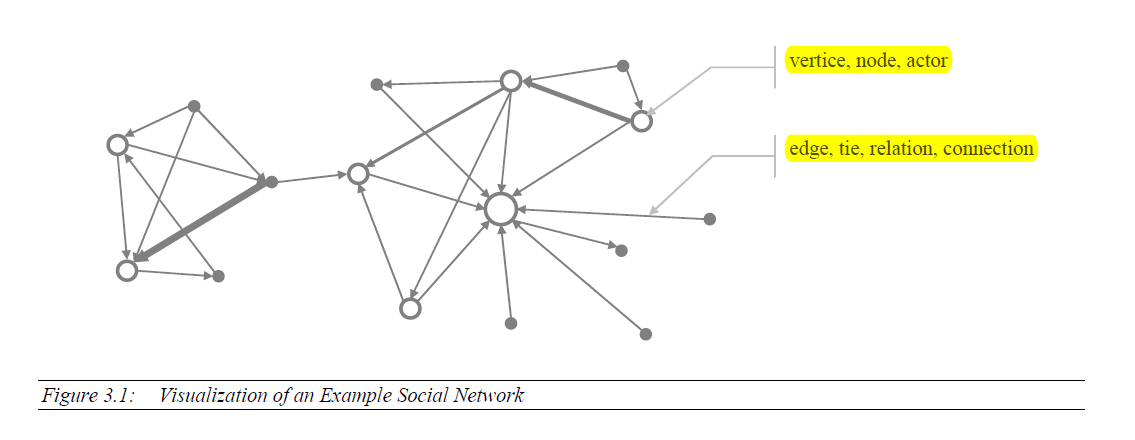 vertice, node, actor
edge, tie, relation, connection
Figure 3.1: Visualization of an Example Social Network